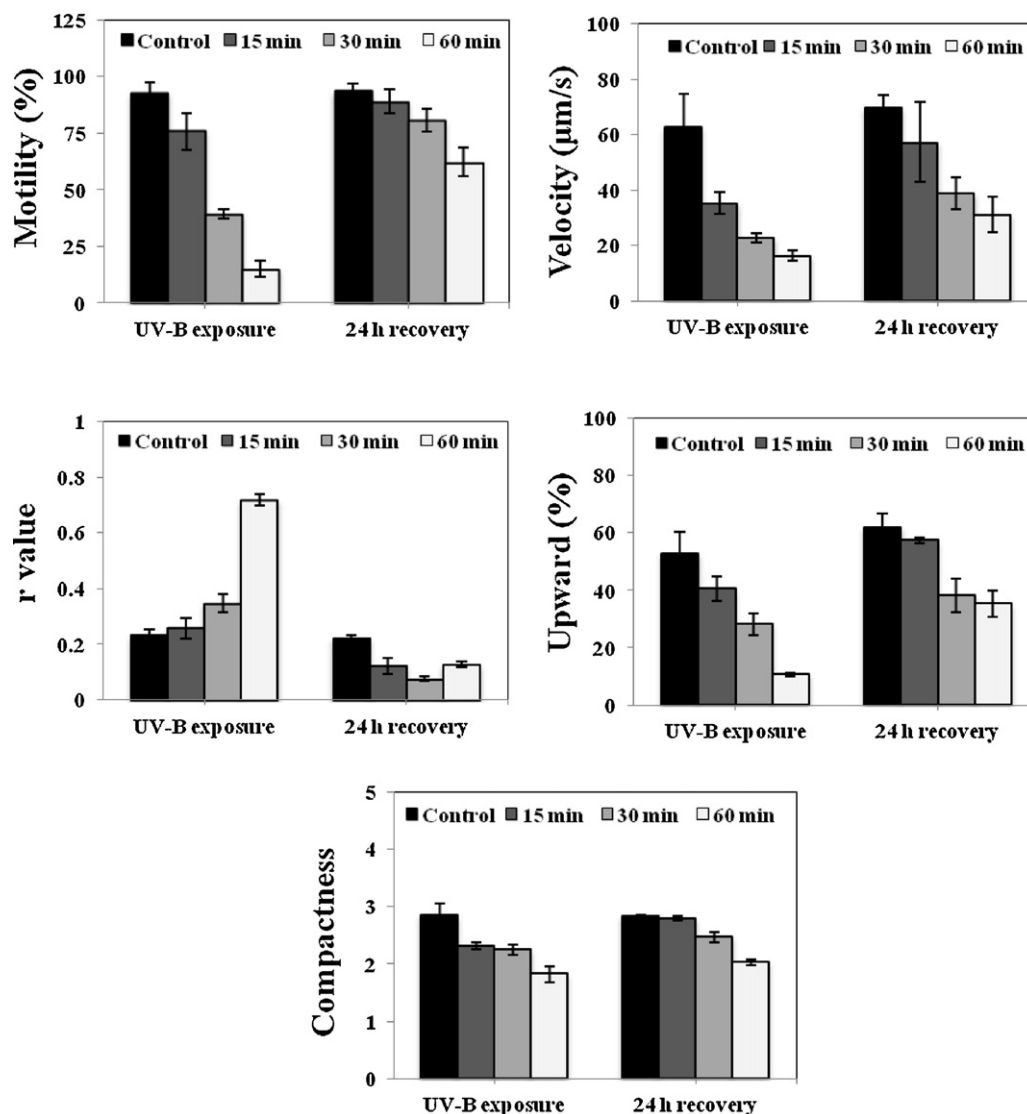 Motility (%)
125
100
75
50
25
0
Control 15 min 30 min 60 min
UV-B exposure 24 h recovery
Velocity (µm/s)
100
80
60
40
20
0
Control 15 min 30 min 60 min
UV-B exposure 24 h recovery
r value
1
0.8
0.6
0.4
0.2
0
Control 15 min 30 min 60 min
UV-B exposure 24 h recovery
Upward (%)
100
80
60
40
20
0
Control 15 min 30 min 60 min
UV-B exposure 24 h recovery
Compactness
5
4
3
2
1
0
Control 15 min 30 min 60 min
UV-B exposure 24 h recovery